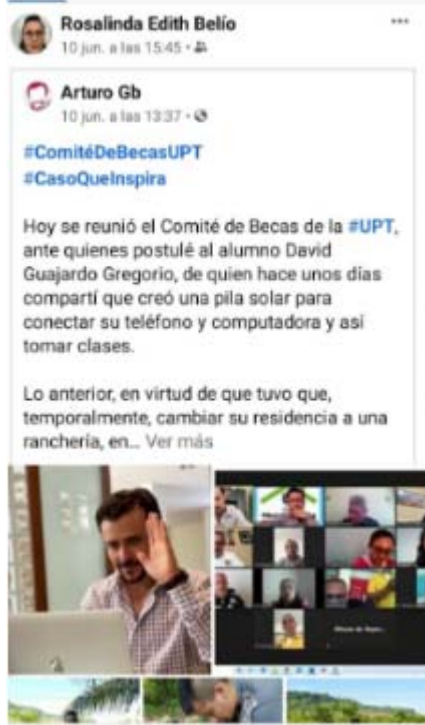 Rosalinda Edith Belío
10 jun. a las 15:45
Arturo Gb
10 jun. a las 13:37
#ComitéDeBecasUPT
#CasoQueInspira
Hoy se reunió el Comité de Becas de la #UPT,
ante quienes postulé al alumno David
Guajardo Gregorio, de quien hace unos días
compartí que creó una pila solar para
conectar su teléfono y computadora y así
tomar clases.
Lo anterior, en virtud de que tuvo que,
temporalmente, cambiar su residencia a una
ranchería, en... Ver más